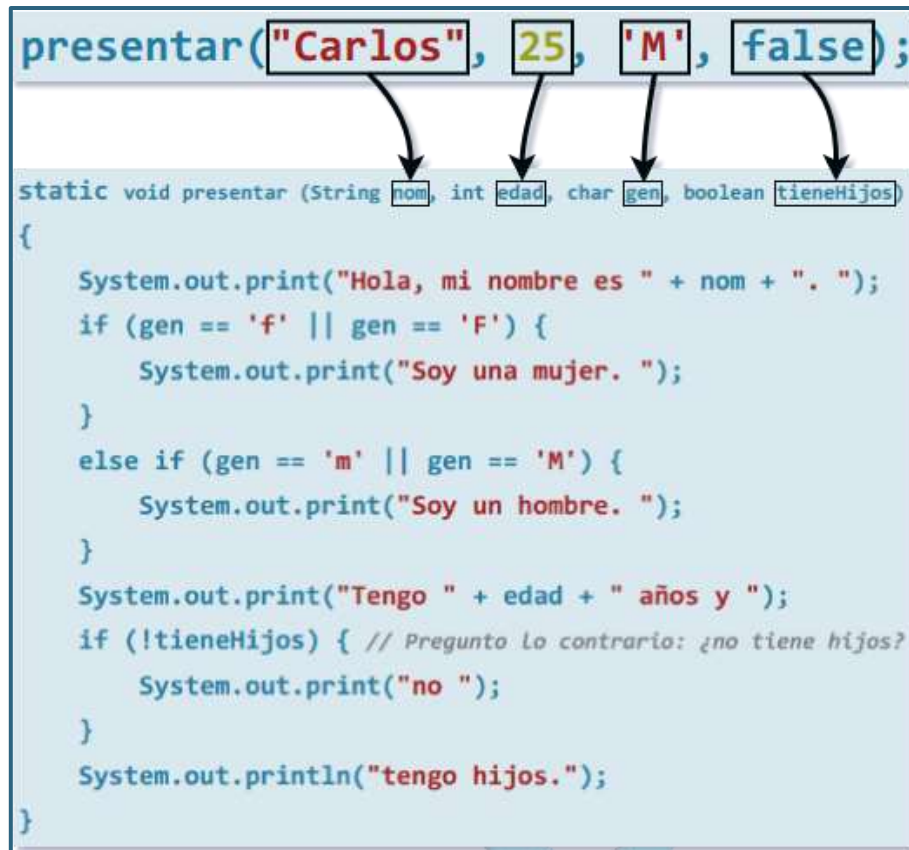 presentar("Carlos", 25, 'M', false);
static void presentar (String nom, int edad, char gen, boolean tieneHijos)
{
System.out.print("Hola, mi nombre es " + nom + ". ");
if (gen == 'f' || gen == 'F') {
System.out.print("Soy una mujer. ");
}
else if (gen == 'm' || gen == 'M') {
System.out.print("Soy un hombre. ");
}
System.out.print("Tengo " + edad + " años y ");
if (!tieneHijos) { // Pregunto lo contrario: ¿no tiene hijos?
System.out.print("no ");
}
System.out.println("tengo hijos.");
}